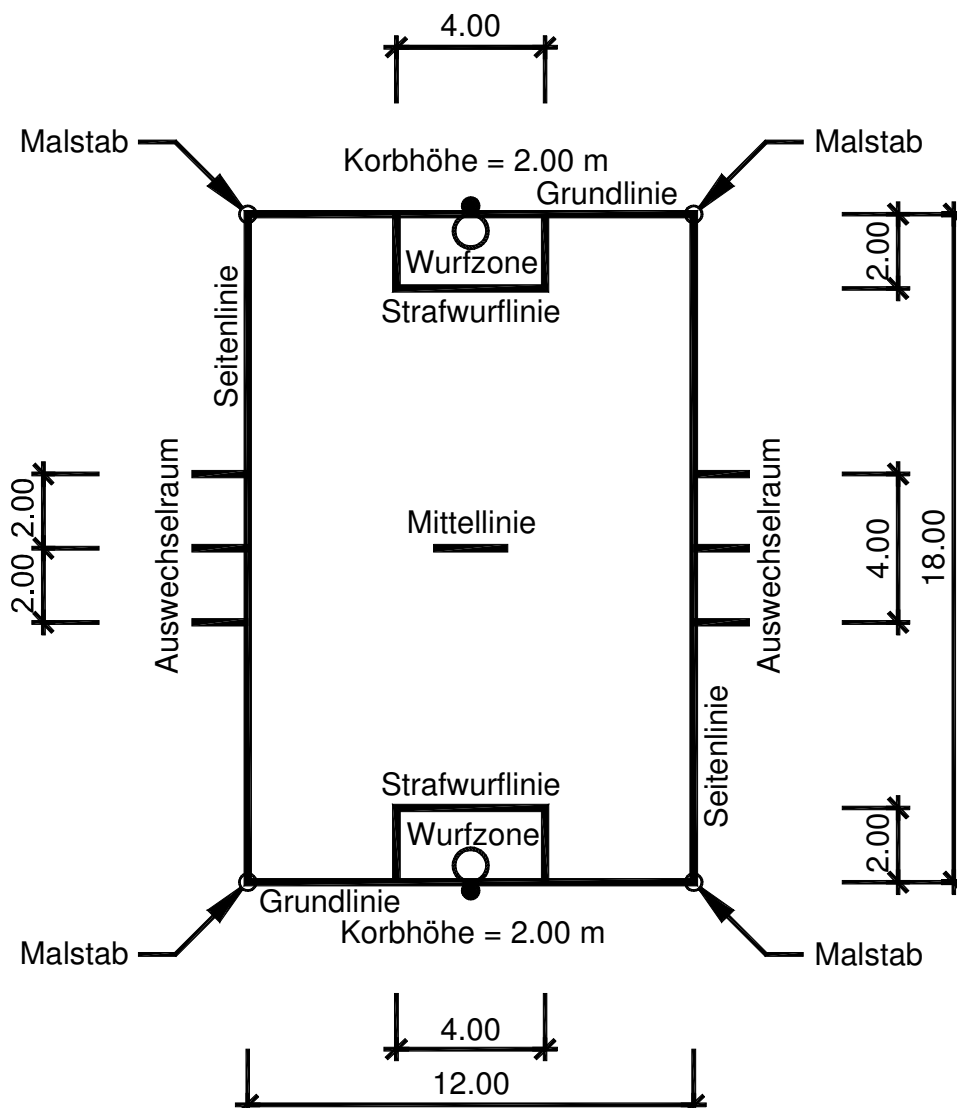 4.00
Malstab
Malstab
Korbhöhe = 2.00 m
Grundlinie
Wurfzone
2.00
Strafwurflinie
Seitenlinie
Auswechselraum
Auswechselraum
2.00
2.00
Mittellinie
4.00
18.00
Seitenlinie
Strafwurflinie
Wurfzone
2.00
Grundlinie
Korbhöhe = 2.00 m
Malstab
Malstab
4.00
12.00